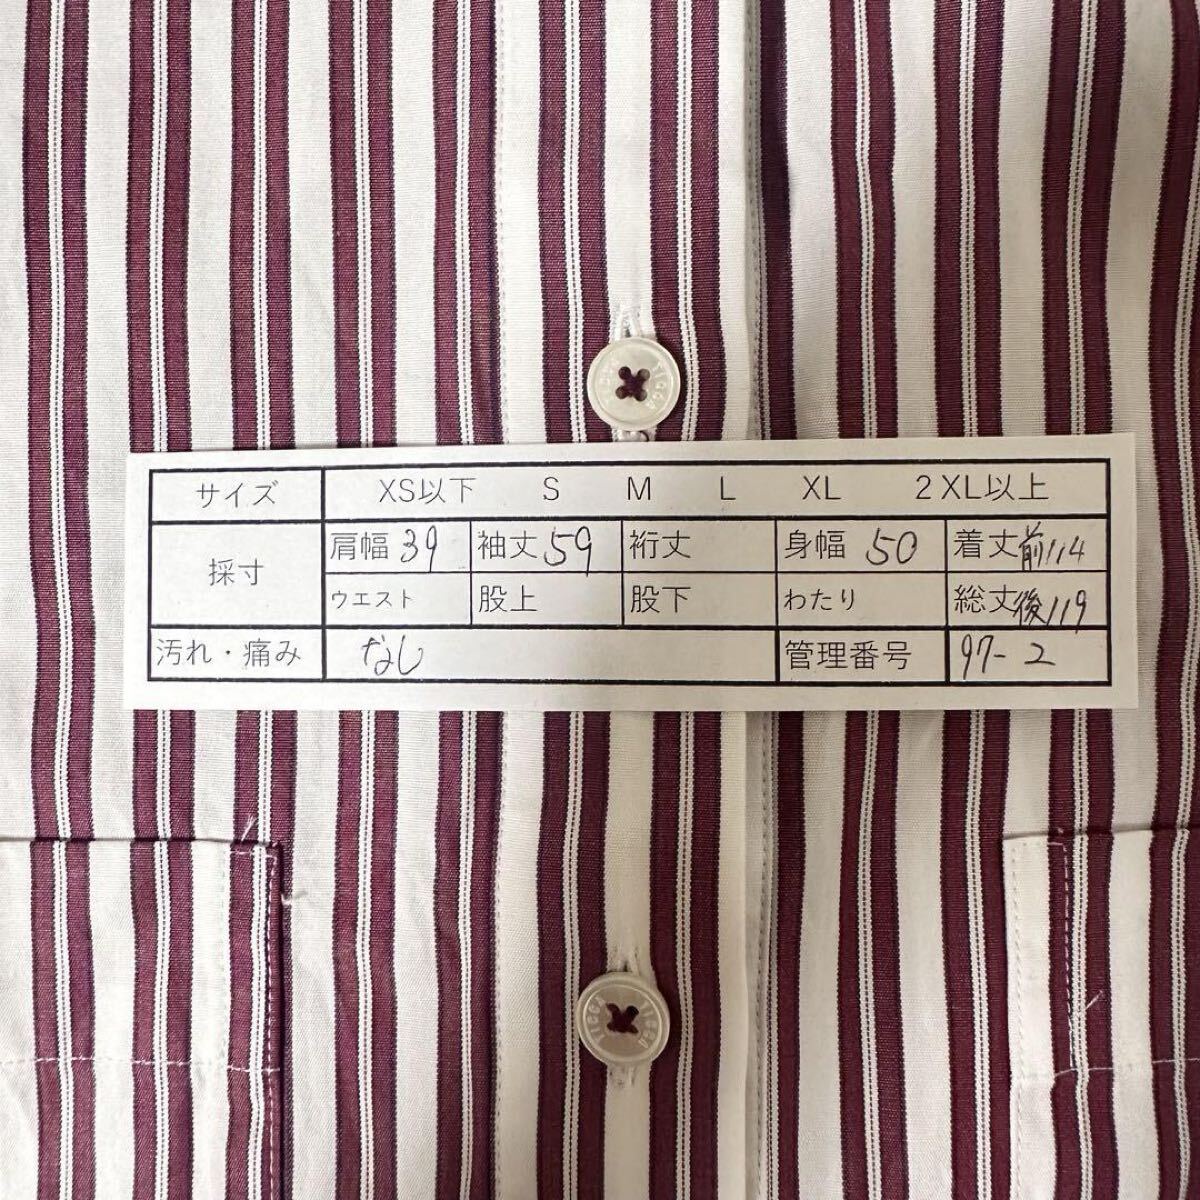 サイズ XS以下 S M L XL 2XL以上
採寸 肩幅 39 袖丈 59 裄丈 身幅 50 着丈 前114
ウエスト 股上 股下 わたり 総丈 後119
汚れ・痛み なし 管理番号 97-2